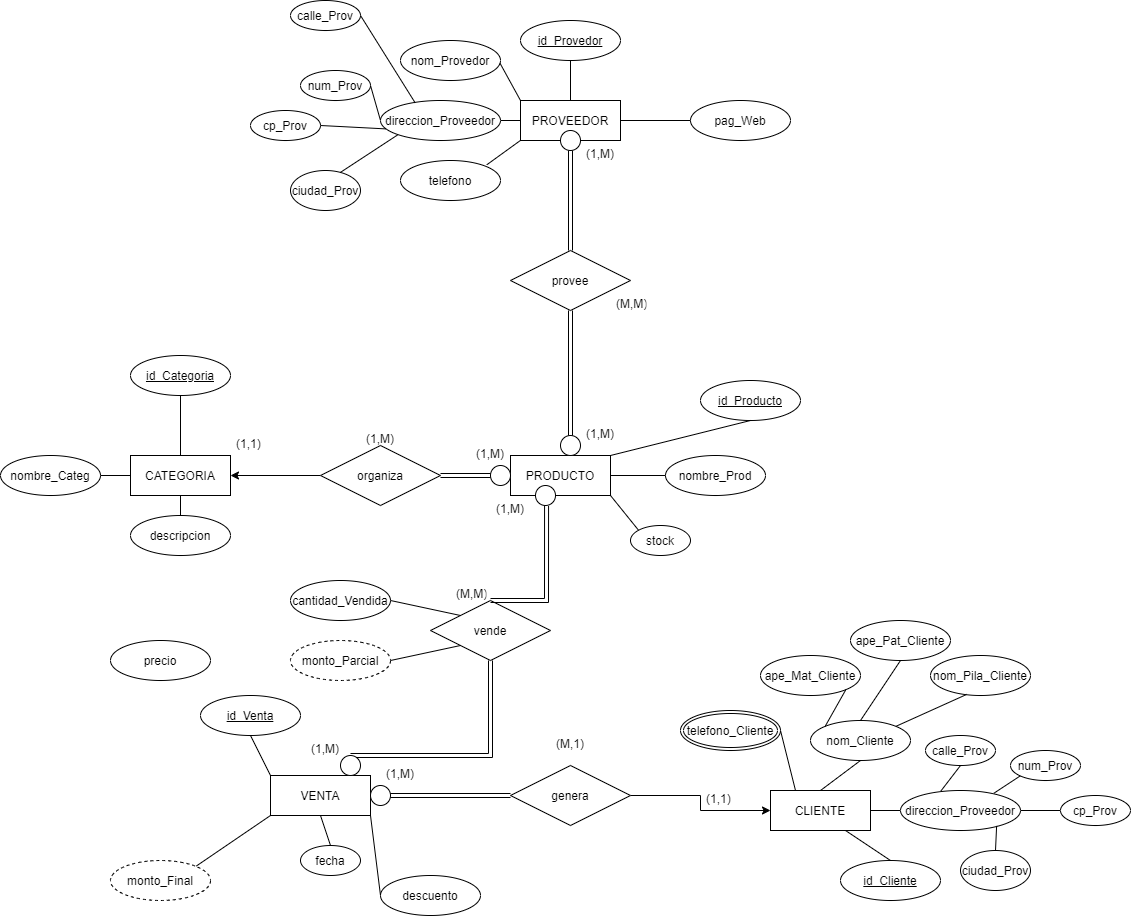 calle_Prov
id_Provedor
nom_Provedor
num_Prov
direccion_Proveedor
PROVEEDOR
pag_Web
cp_Prov
(1,M)
telefono
ciudad_Prov
provee
(M,M)
id_Categoria
id_Producto
(1,1)
(1,M)
(1,M)
(1,M)
nombre_Categ
CATEGORIA
organiza
PRODUCTO
nombre_Prod
(1,M)
descripcion
stock
cantidad_Vendida
(M,M)
vende
precio
monto_Parcial
ape_Pat_Cliente
ape_Mat_Cliente
nom_Pila_Cliente
id_Venta
telefono_Cliente
nom_Cliente
(1,M)
(M,1)
calle_Prov
num_Prov
(1,M)
VENTA
genera
(1,1)
CLIENTE
direccion_Proveedor
cp_Prov
fecha
ciudad_Prov
monto_Final
descuento
id_Cliente